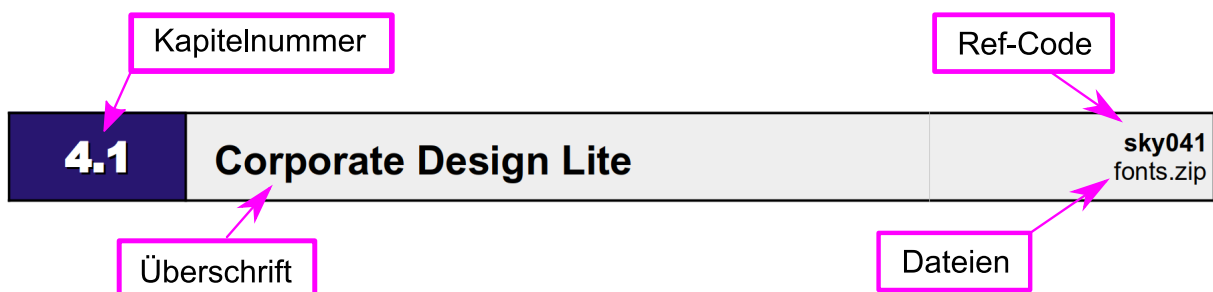 Kapitelnummer
Ref-Code
4.1
Corporate Design Lite
sky041
fonts.zip
Überschrift
Dateien